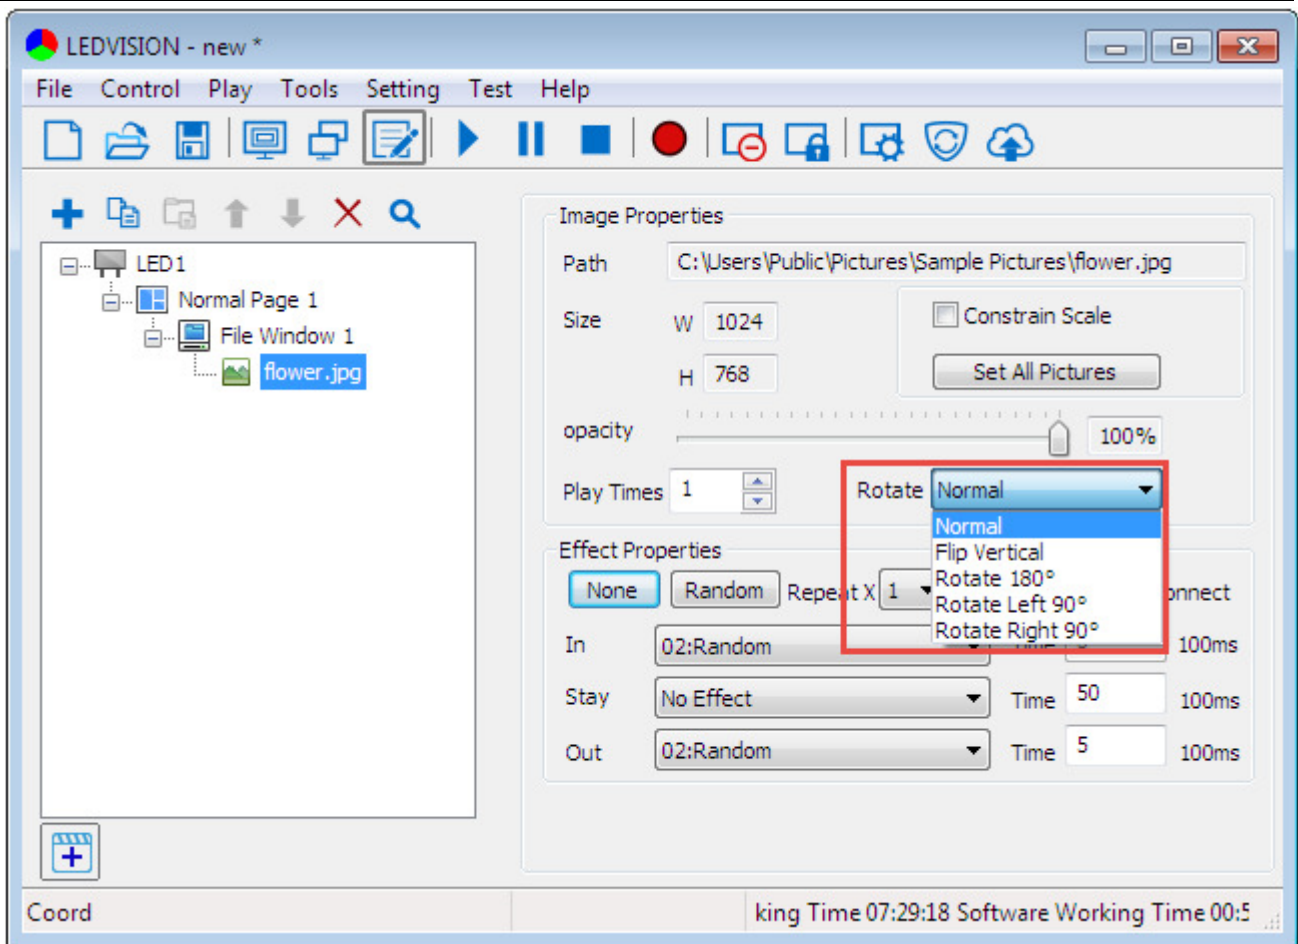 LEDVISION - new *
File Control Play Tools Setting Test Help
LED1
Normal Page 1
File Window 1
flower.jpg
Image Properties
Path C:\Users\Public\Pictures\Sample Pictures\flower.jpg
Size W 1024
Constrain Scale
H 768
Set All Pictures
opacity 100%
Play Times 1 Rotate Normal
Normal
Flip Vertical
Rotate 180°
Rotate Left 90°
Rotate Right 90°
Effect Properties
None Random Repeat X 1 onnect
In 02:Random Time 100ms
Stay No Effect Time 50 100ms
Out 02:Random Time 5 100ms
Coord king Time 07:29:18 Software Working Time 00:5